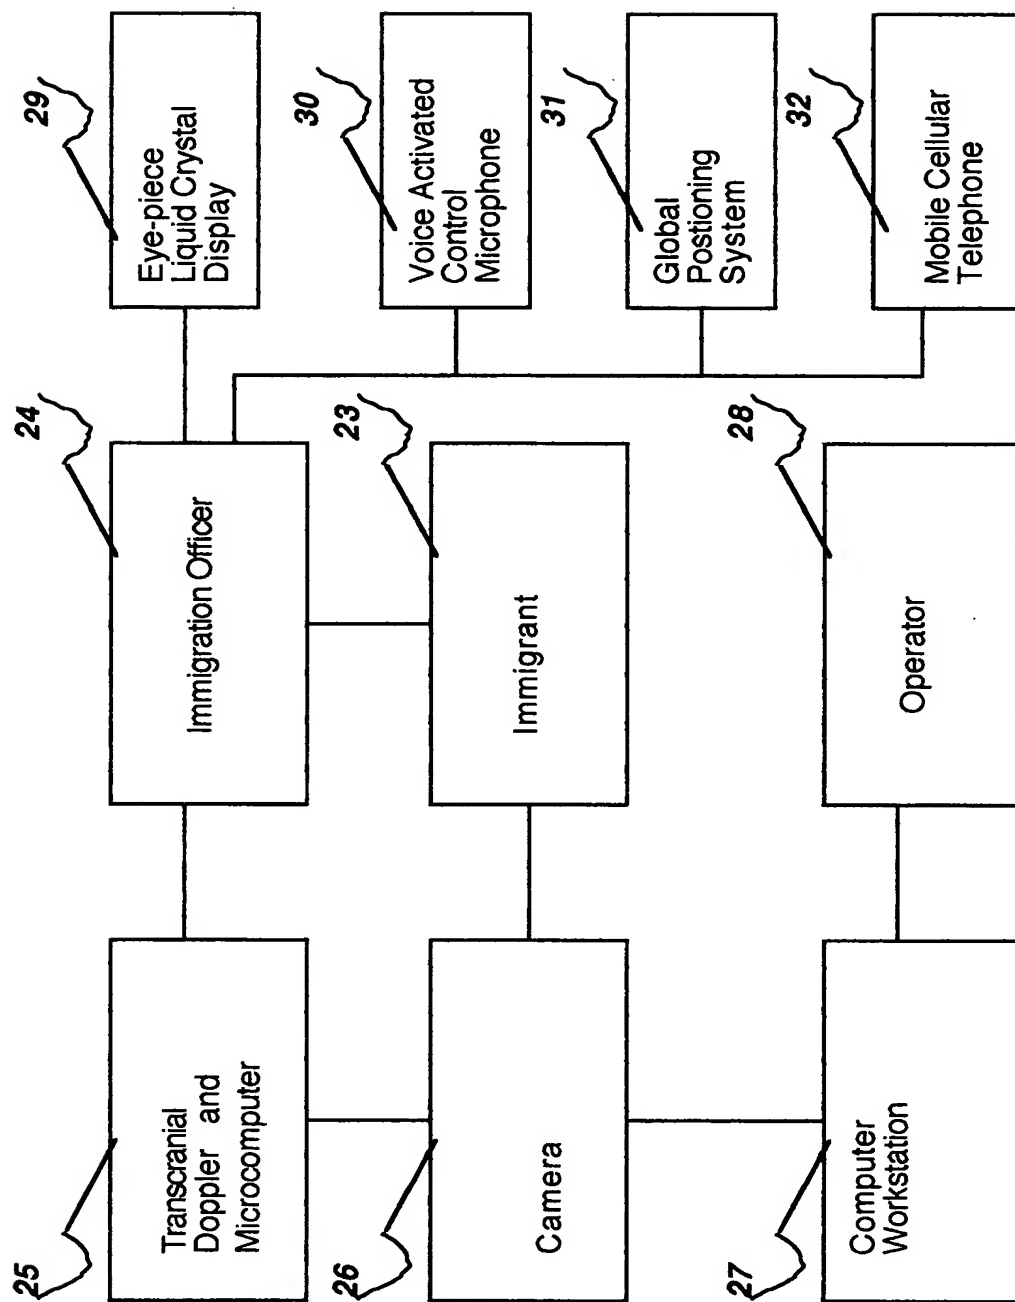 25
Transcranial
Doppler and
Microcomputer
24
Immigration Officer
29
Eye-piece
Liquid Crystal
Display
26
Camera
23
Immigrant
30
Voice Activated
Control
Microphone
31
Global
Postioning
System
27
Computer
Workstation
28
Operator
32
Mobile Cellular
Telephone